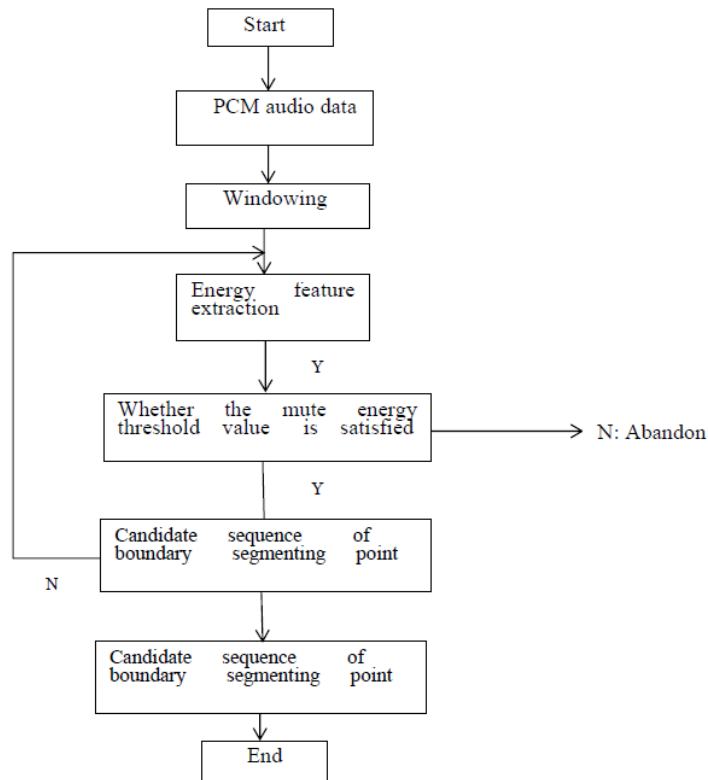 Start
PCM audio data
Windowing
Energy feature
extraction
Y
Whether the mute energy
threshold value is satisfied
N: Abandon
Y
Candidate sequence of
boundary segmenting point
N
Candidate sequence of
boundary segmenting point
End